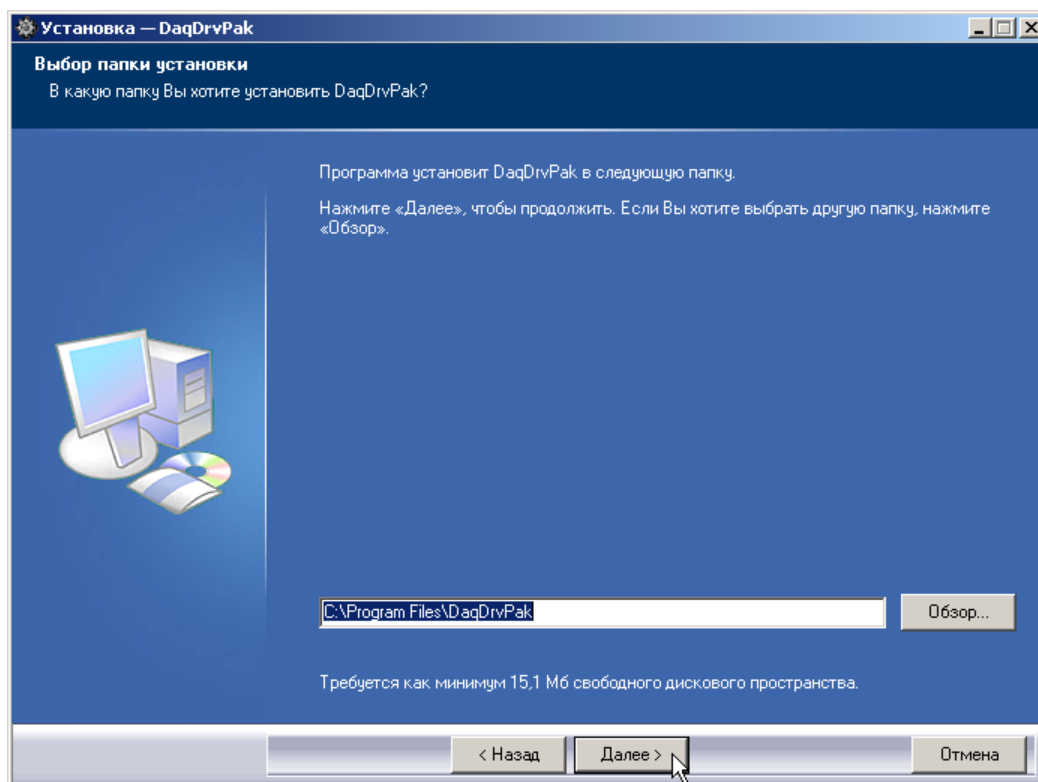 Установка — DaqDrvPak
Выбор папки установки
В какую папку Вы хотите установить DaqDrvPak?
Программа установит DaqDrvPak в следующую папку.
Нажмите «Далее», чтобы продолжить. Если Вы хотите выбрать другую папку, нажмите
«Обзор».
C:\Program Files\DaqDrvPak
Обзор...
Требуется как минимум 15,1 Мб свободного дискового пространства.
< Назад
Далее >
Отмена